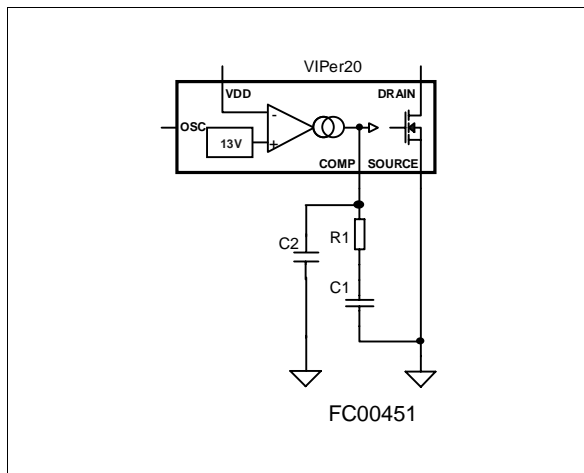 VIPer20
VDD
DRAIN
OSC
-
13V
+
COMP
SOURCE
C2
R1
C1
FC00451